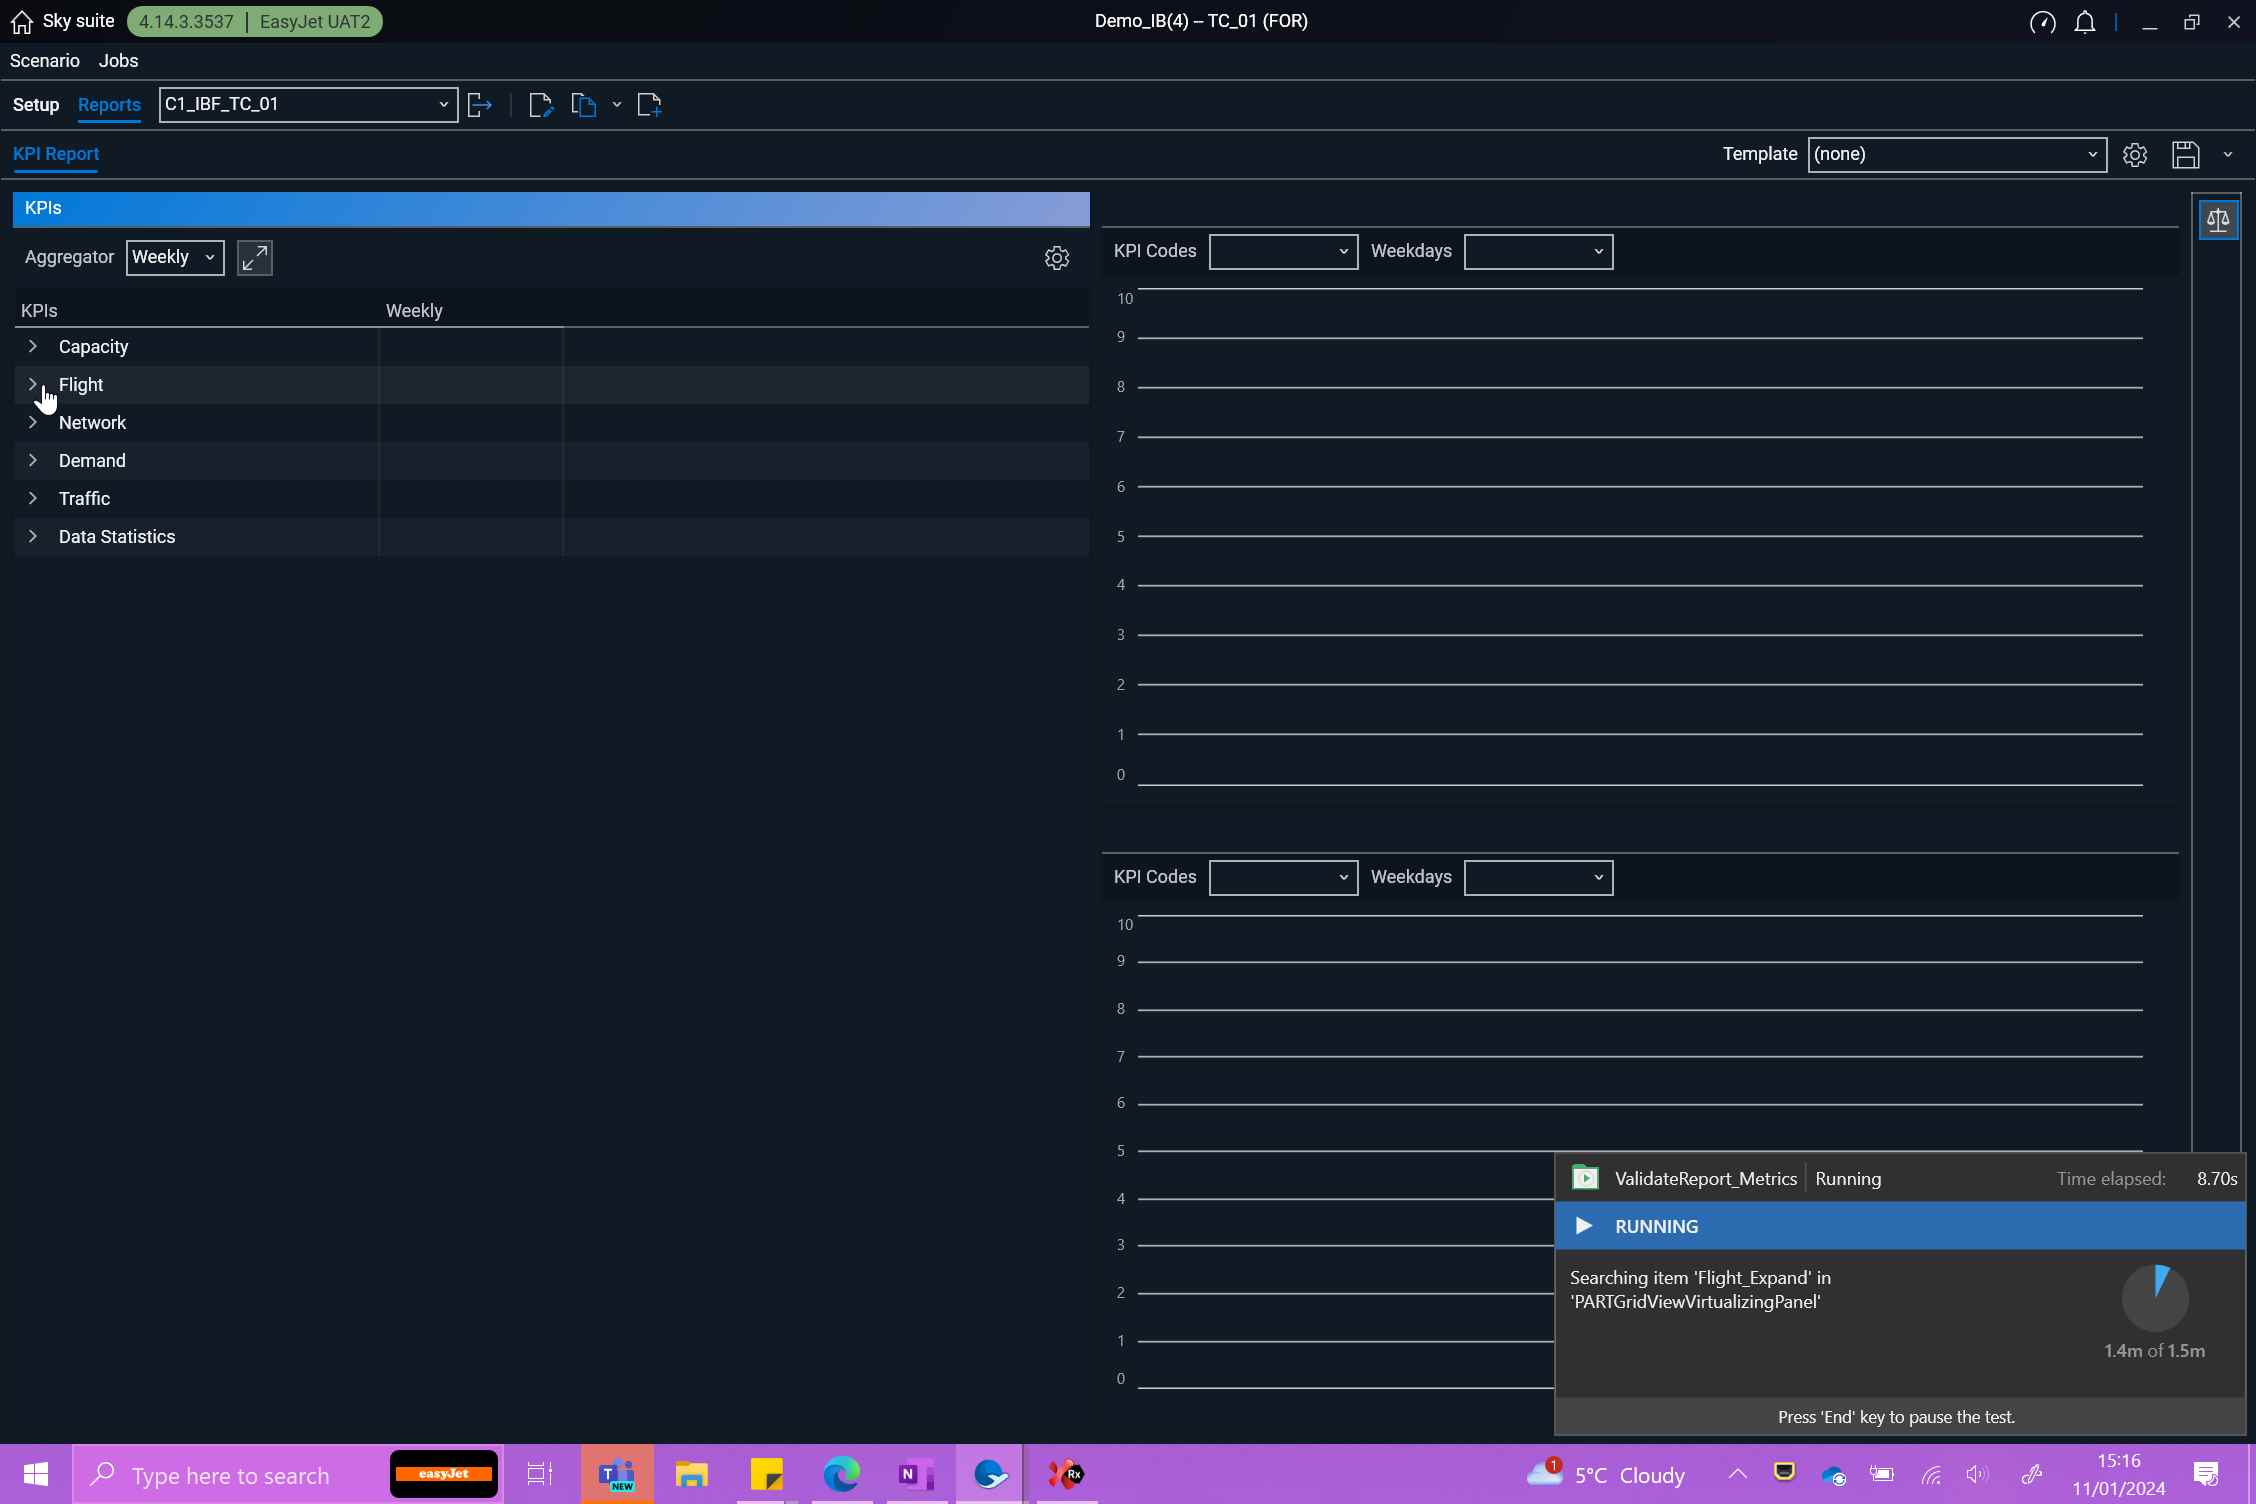 Sky suite 4.14.3.3537 | EasyJet UAT2 Demo_IB(4) -- TC_01 (FOR)
Scenario Jobs
Setup Reports C1_IBF_TC_01
KPI Report Template (none)
KPIs
Aggregator Weekly
KPIs Weekly
Capacity
Flight
Network
Demand
Traffic
Data Statistics
KPI Codes Weekdays
10
9
8
7
6
5
4
3
2
1
0
KPI Codes Weekdays
10
9
8
7
6
5
4
3
2
1
0
ValidateReport_Metrics Running Time elapsed: 8.70s
RUNNING
Searching item 'Flight_Expand' in
'PARTGridViewVirtualizingPanel'
1.4m of 1.5m
Press 'End' key to pause the test.
Type here to search easyJet
T NEW
N
Rx
1
5°C Cloudy
15:16
11/01/2024